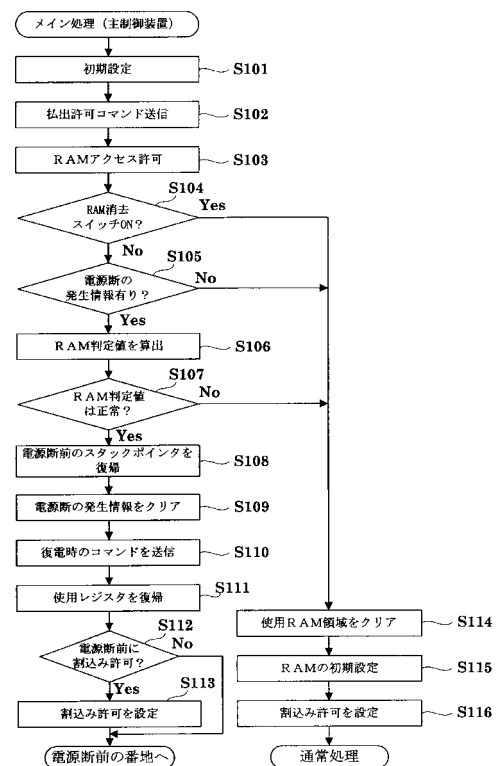 メイン処理（主制御装置）
初期設定
S101
払出許可コマンド送信
S102
ＲＡＭアクセス許可
S103
S104
RAM消去
スイッチON？
Yes
No
S105
電源断の
発生情報有り？
No
Yes
ＲＡＭ判定値を算出
S106
S107
ＲＡＭ判定値
は正常？
No
Yes
電源断前のスタックポインタを
復帰
S108
電源断の発生情報をクリア
S109
復電時のコマンドを送信
S110
使用レジスタを復帰
S111
S112
電源断前に
割込み許可？
No
Yes
S113
割込み許可を設定
電源断前の番地へ
使用ＲＡＭ領域をクリア
S114
ＲＡＭの初期設定
S115
割込み許可を設定
S116
通常処理